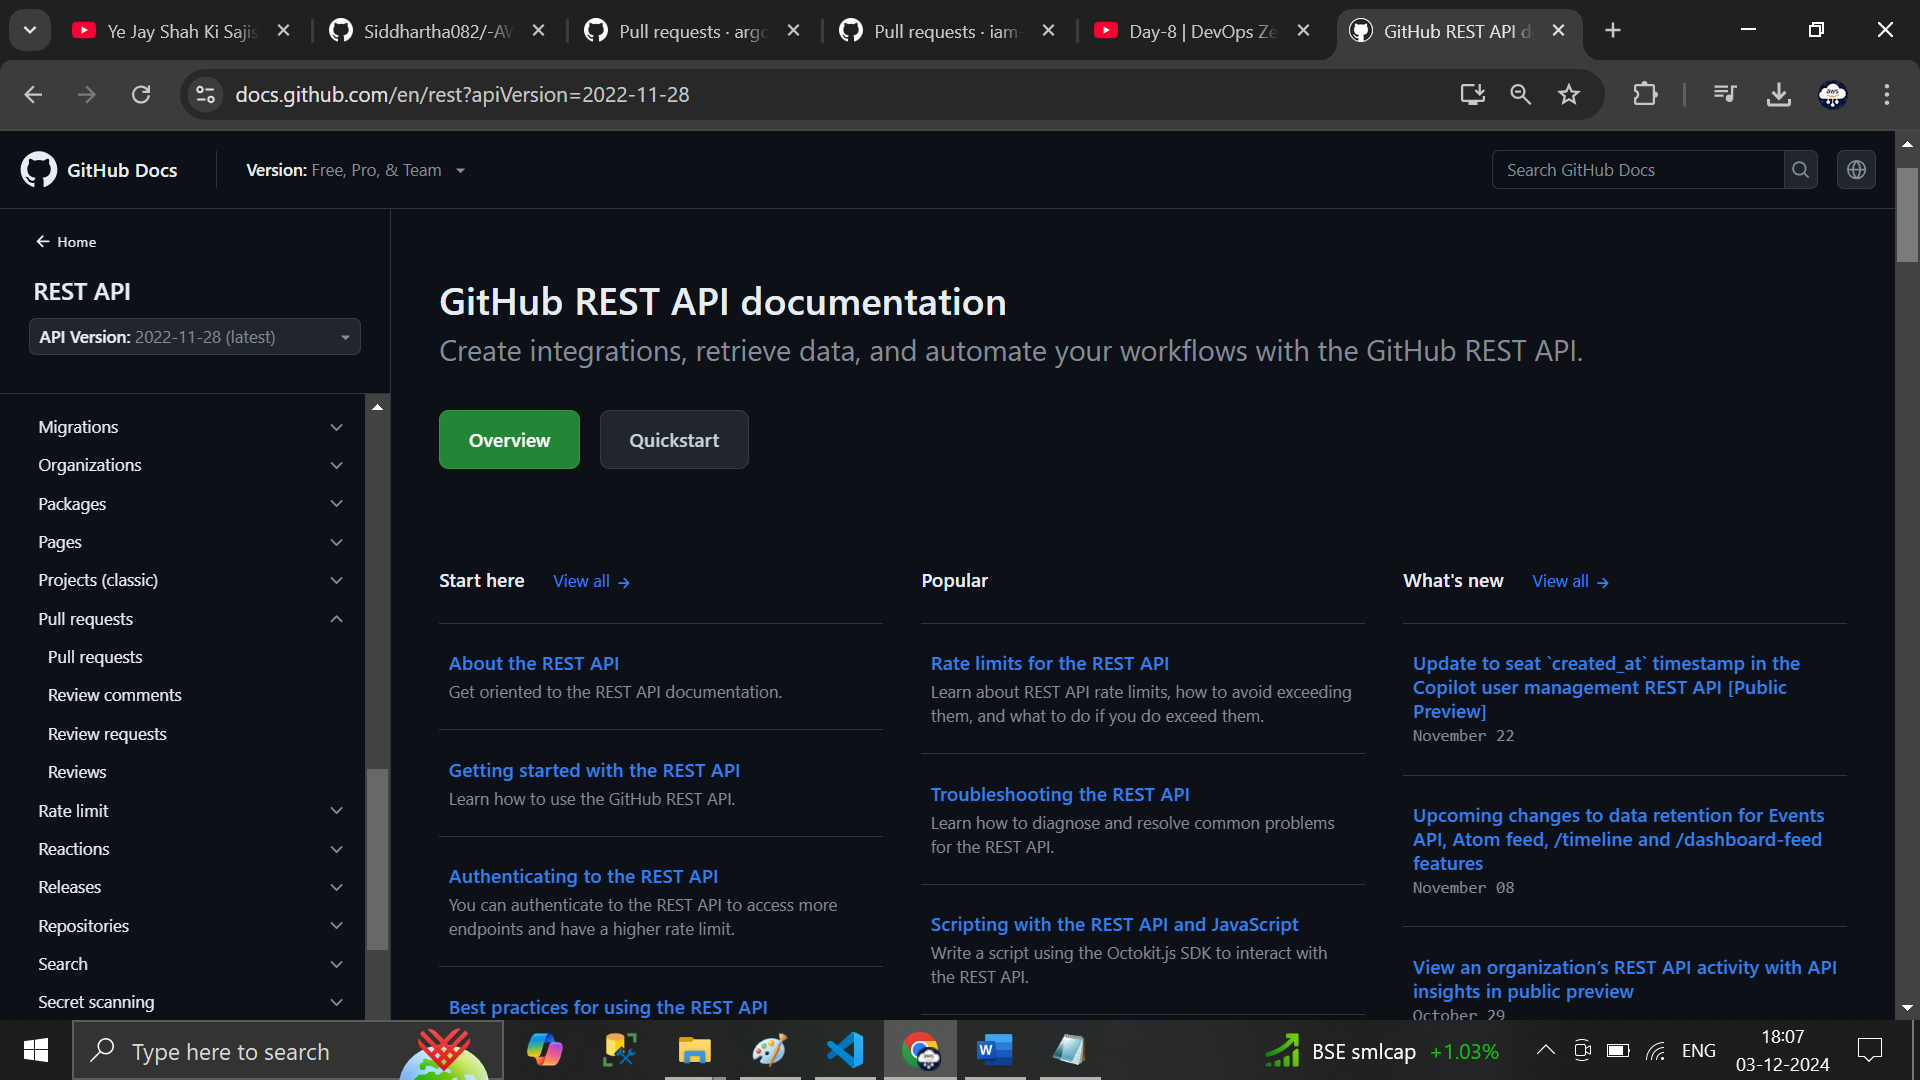 Ye Jay Shah Ki Sajis
Siddhartha082/-AW
Pull requests · argo
Pull requests · iam-
Day-8 | DevOps Ze
GitHub REST API d
docs.github.com/en/rest?apiVersion=2022-11-28
GitHub Docs
Version: Free, Pro, & Team
Search GitHub Docs
Home
REST API
API Version: 2022-11-28 (latest)
Migrations
Organizations
Packages
Pages
Projects (classic)
Pull requests
Pull requests
Review comments
Review requests
Reviews
Rate limit
Reactions
Releases
Repositories
Search
Secret scanning
GitHub REST API documentation
Create integrations, retrieve data, and automate your workflows with the GitHub REST API.
Overview
Quickstart
Start here
View all
About the REST API
Get oriented to the REST API documentation.
Getting started with the REST API
Learn how to use the GitHub REST API.
Authenticating to the REST API
You can authenticate to the REST API to access more
endpoints and have a higher rate limit.
Best practices for using the REST API
Popular
Rate limits for the REST API
Learn about REST API rate limits, how to avoid exceeding
them, and what to do if you do exceed them.
Troubleshooting the REST API
Learn how to diagnose and resolve common problems
for the REST API.
Scripting with the REST API and JavaScript
Write a script using the Octokit.js SDK to interact with
the REST API.
What's new
View all
Update to seat `created_at` timestamp in the
Copilot user management REST API [Public
Preview]
November 22
Upcoming changes to data retention for Events
API, Atom feed, /timeline and /dashboard-feed
features
November 08
View an organization’s REST API activity with API
insights in public preview
October 29
Type here to search
BSE smlcap +1.03%
ENG
18:07
03-12-2024